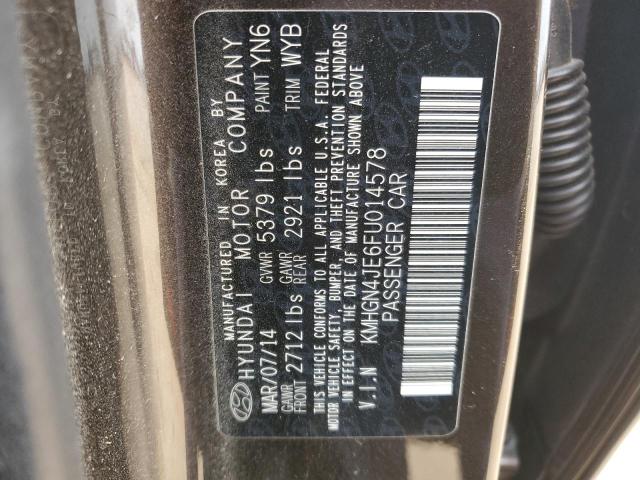 MANUFACTURED IN KOREA BY
HYUNDAI MOTOR COMPANY
MAR/07/14 GVWR 5379 lbs PAINT YN6
GAWR FRONT 2712 lbs GAWR REAR 2921 lbs TRIM WYB
THIS VEHICLE CONFORMS TO ALL APPLICABLE U.S.A. FEDERAL
MOTOR VEHICLE SAFETY, BUMPER, AND THEFT PREVENTION STANDARDS
IN EFFECT ON THE DATE OF MANUFACTURE SHOWN ABOVE
V.I.N KMHGN4JE6FU014578
PASSENGER CAR